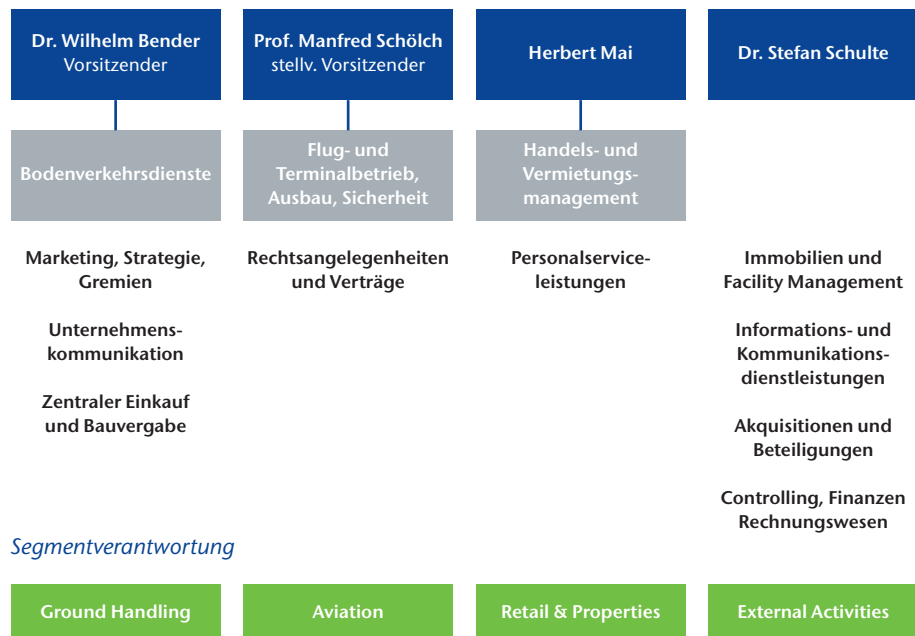 Dr. Wilhelm Bender
Vorsitzender
Prof. Manfred Schölch
stellv. Vorsitzender
Herbert Mai
Dr. Stefan Schulte
Bodenverkehrsdienste
Flug- und
Terminalbetrieb,
Ausbau, Sicherheit
Handels- und
Vermietungs-
management
Marketing, Strategie,
Gremien
Unternehmens-
kommunikation
Zentraler Einkauf
und Bauvergabe
Rechtsangelegenheiten
und Verträge
Personalservice-
leistungen
Immobilien und
Facility Management
Informations- und
Kommunikations-
dienstleistungen
Akquisitionen und
Beteiligungen
Controlling, Finanzen
Rechnungswesen
Segmentverantwortung
Ground Handling
Aviation
Retail & Properties
External Activities